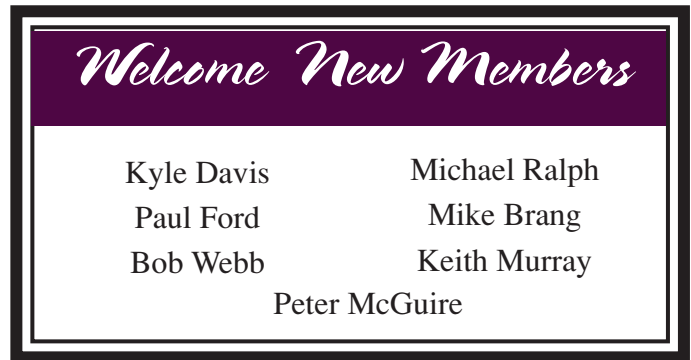 Welcome New Members
Kyle Davis
Michael Ralph
Paul Ford
Mike Brang
Bob Webb
Keith Murray
Peter McGuire